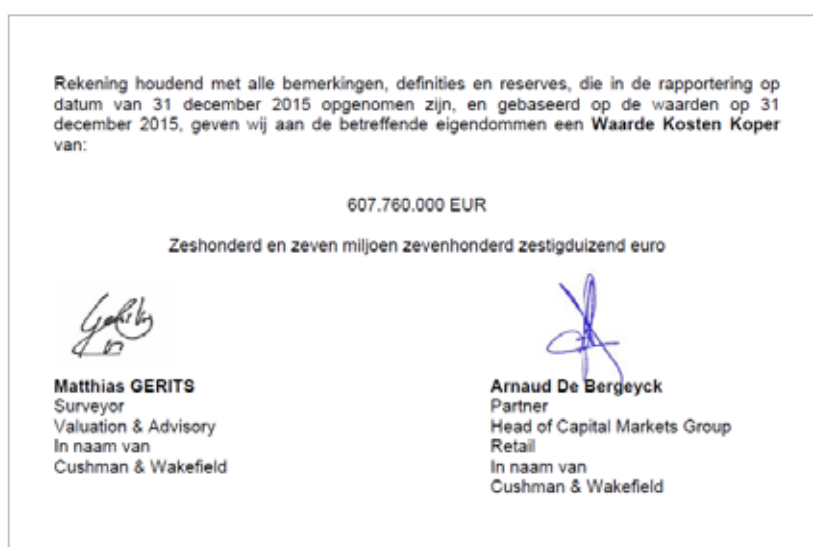 Rekening houdend met alle bemerkingen, definities en reserves, die in de rapportering op
datum van 31 december 2015 opgenomen zijn, en gebaseerd op de waarden op 31
december 2015, geven wij aan de betreffende eigendommen een Waarde Kosten Koper
van:
607.760.000 EUR
Zeshonderd en zeven miljoen zevenhonderd zestigduizend euro
Matthias GERITS
Surveyor
Valuation & Advisory
In naam van
Cushman & Wakefield
Arnaud De Bergeyck
Partner
Head of Capital Markets Group
Retail
In naam van
Cushman & Wakefield